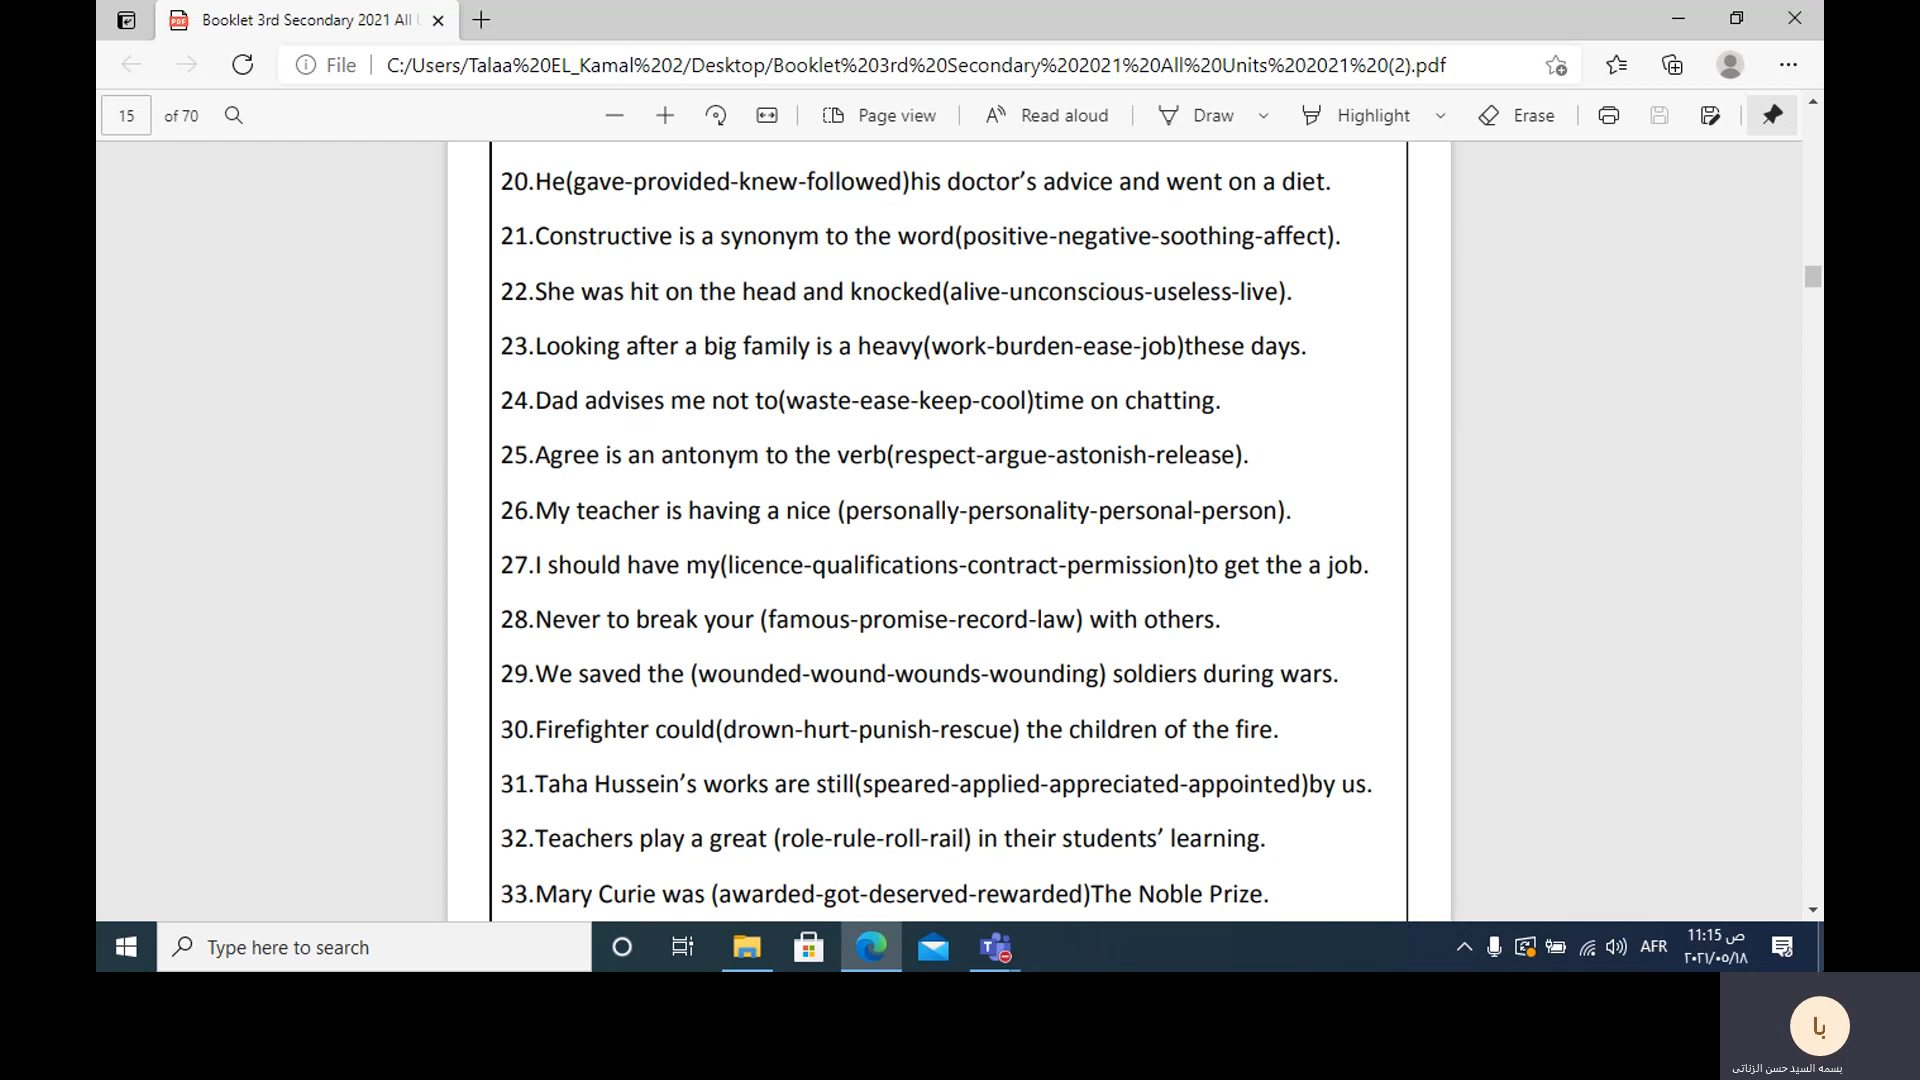 Booklet 3rd Secondary 2021 All
File C:/Users/Talaa%20EL_Kamal%202/Desktop/Booklet%203rd%20Secondary%202021%20All%20Units%202021%20(2).pdf
15 of 70 Page view Read aloud Draw Highlight Erase
20.He(gave-provided-knew-followed)his doctor’s advice and went on a diet.
21.Constructive is a synonym to the word(positive-negative-soothing-affect).
22.She was hit on the head and knocked(alive-unconscious-useless-live).
23.Looking after a big family is a heavy(work-burden-ease-job)these days.
24.Dad advises me not to(waste-ease-keep-cool)time on chatting.
25.Agree is an antonym to the verb(respect-argue-astonish-release).
26.My teacher is having a nice (personally-personality-personal-person).
27.I should have my(licence-qualifications-contract-permission)to get the a job.
28.Never to break your (famous-promise-record-law) with others.
29.We saved the (wounded-wound-wounds-wounding) soldiers during wars.
30.Firefighter could(drown-hurt-punish-rescue) the children of the fire.
31.Taha Hussein’s works are still(speared-applied-appreciated-appointed)by us.
32.Teachers play a great (role-rule-roll-rail) in their students’ learning.
33.Mary Curie was (awarded-got-deserved-rewarded)The Noble Prize.
Type here to search AFR
11:15 ص
٢٠٢١/٠٥/١٨
با
بسمه السيد حسن الزناتى